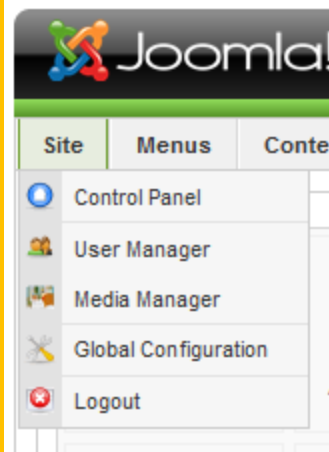 Joomla!
Site Menus Conte
Control Panel
User Manager
Media Manager
Global Configuration
Logout